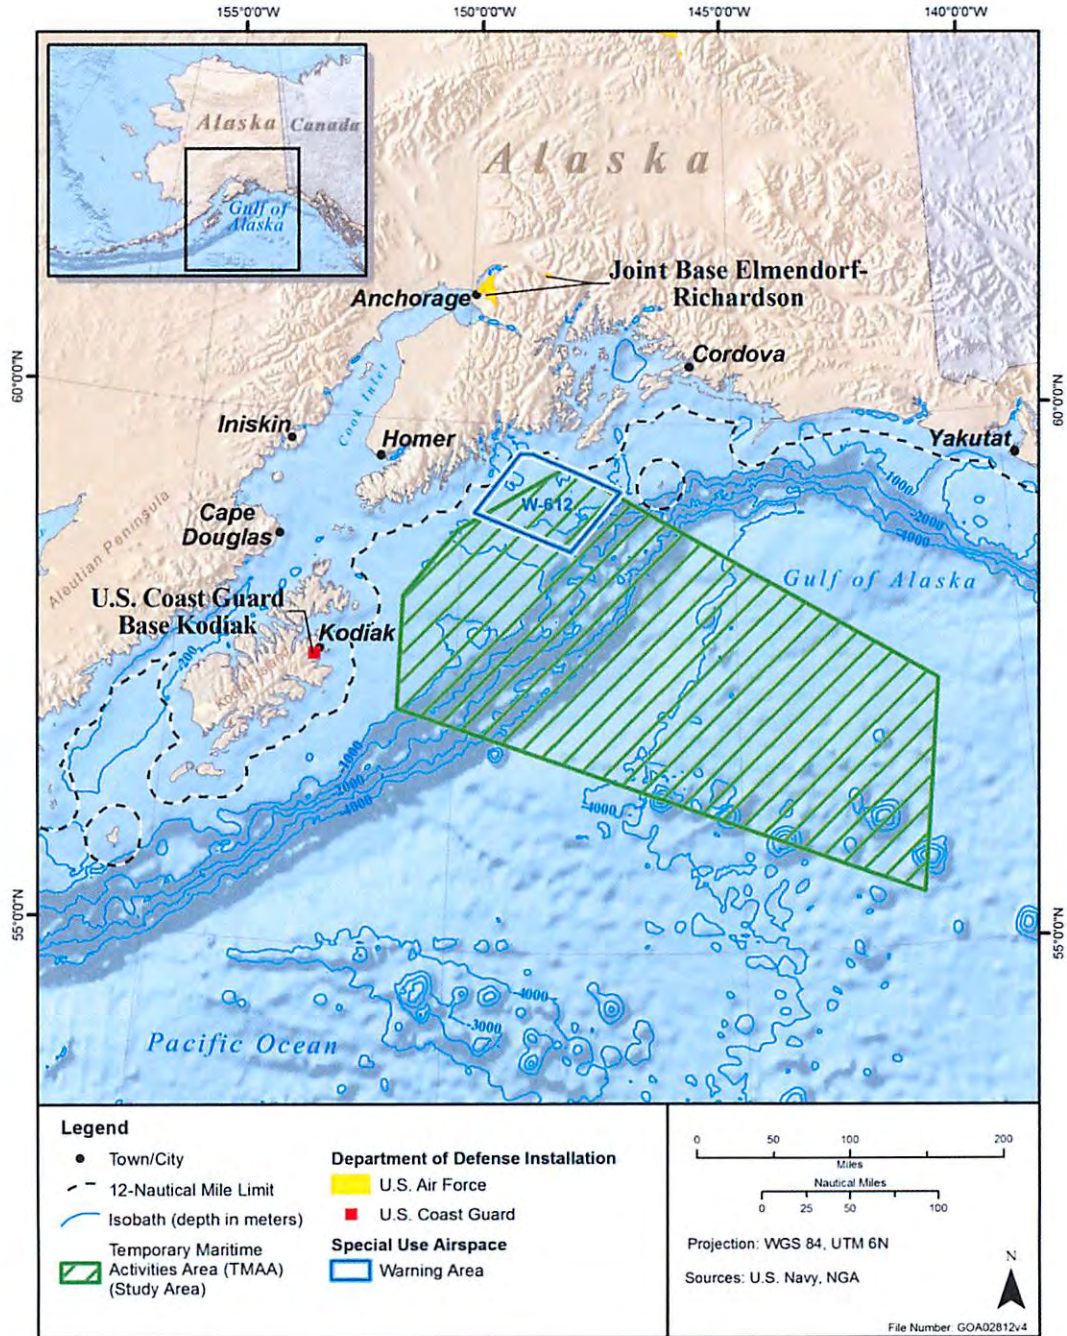 155°0'0"W
150°0'0"W
145°0'0"W
140°0'0"W
Alaska
Canada
Gulf of
Alaska
Alaska
Anchorage
Joint Base Elmendorf-
Richardson
Cordova
60°0'0"N
60°0'0"N
Cook Inlet
Iniskin
Homer
Yakutat
W-612
-1000
-2000
-4000
Cape
Douglas
Aleutian Peninsula
Gulf of Alaska
U.S. Coast Guard
Base Kodiak
Kodiak
-200
-1000
-2000
-4000
-4000
55°0'0"N
55°0'0"N
-4000
-3000
Pacific Ocean
Legend
Town/City
12-Nautical Mile Limit
Isobath (depth in meters)
Temporary Maritime
Activities Area (TMAA)
(Study Area)
Department of Defense Installation
U.S. Air Force
U.S. Coast Guard
Special Use Airspace
Warning Area
0 50 100 200
Miles
Nautical Miles
0 25 50 100
Projection: WGS 84, UTM 6N
Sources: U.S. Navy, NGA
N
File Number: GOA02812v4